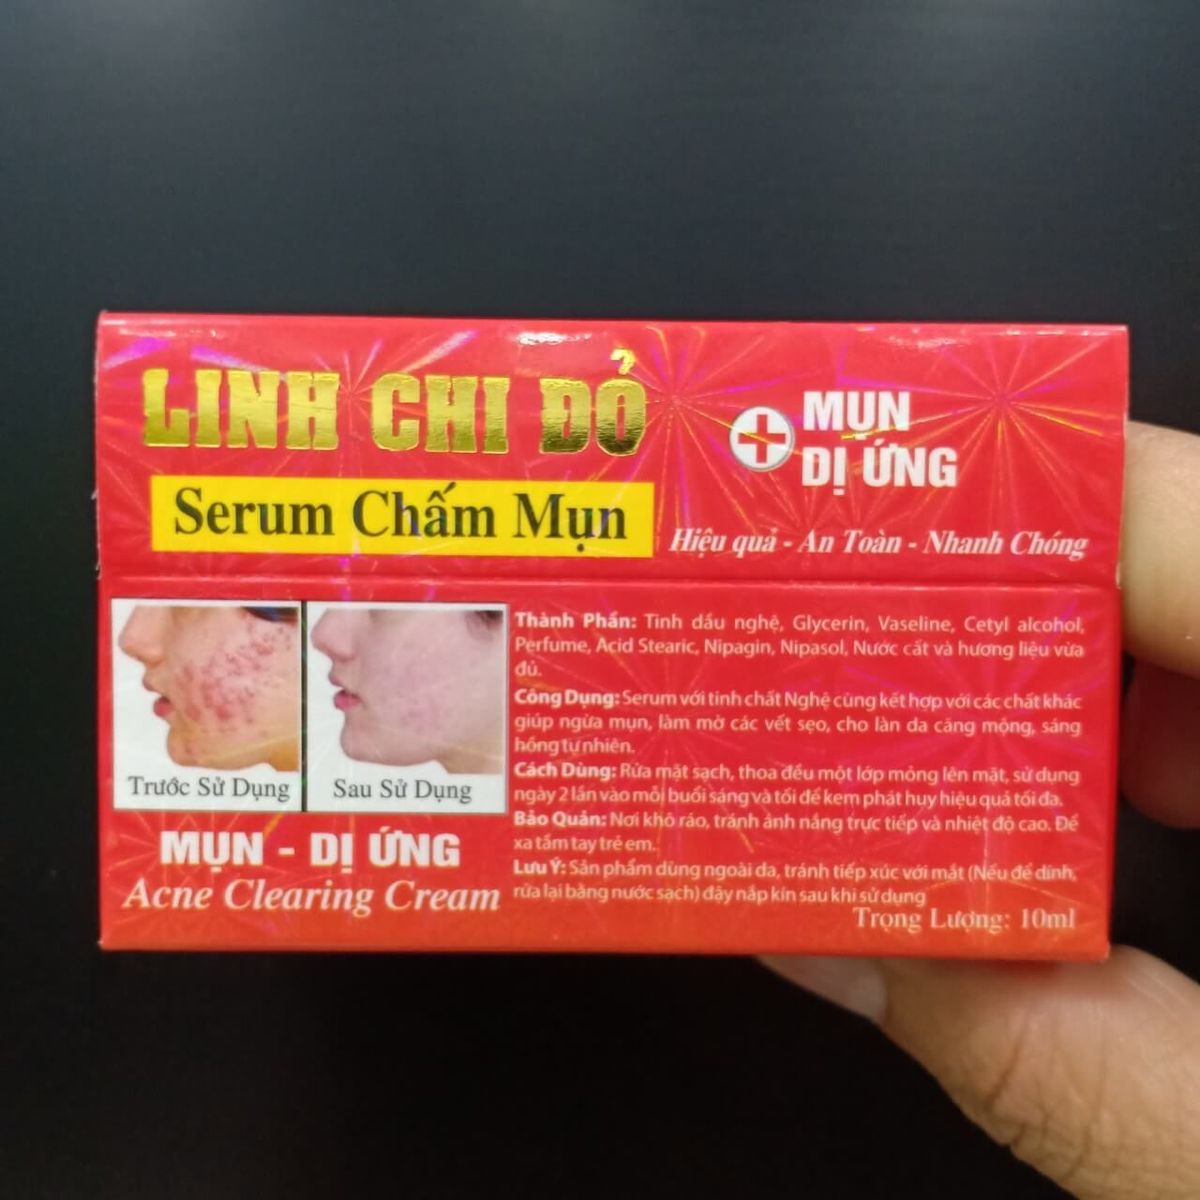 LINH CHI ĐỎ
Serum Chấm Mụn
MỤN
DỊ ỨNG
Hiệu quả - An Toàn - Nhanh Chóng
Trước Sử Dụng
Sau Sử Dụng
MỤN - DỊ ỨNG
Acne Clearing Cream
Thành Phần: Tinh dầu nghệ, Glycerin, Vaseline, Cetyl alcohol,
Perfume, Acid Stearic, Nipagin, Nipasol, Nước cất và hương liệu vừa
đủ.
Công Dụng: Serum với tinh chất Nghệ cùng kết hợp với các chất khác
giúp ngừa mụn, làm mờ các vết sẹo, cho làn da căng mộng, sáng
hồng tự nhiên.
Cách Dùng: Rửa mặt sạch, thoa đều một lớp mỏng lên mặt, sử dụng
ngày 2 lần vào mỗi buổi sáng và tối để kem phát huy hiệu quả tối đa.
Bảo Quản: Nơi khô ráo, tránh ánh nắng trực tiếp và nhiệt độ cao. Để
xa tầm tay trẻ em.
Lưu Ý: Sản phẩm dùng ngoài da, tránh tiếp xúc với mắt (Nếu để dính,
rửa lại bằng nước sạch) đậy nắp kín sau khi sử dụng
Trọng Lượng: 10ml